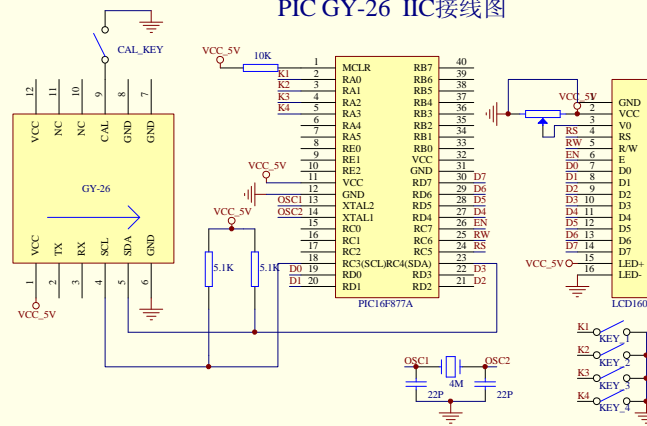 PIC GY-26 IIC接线图
CAL_KEY
12 11 10 9 8 7
VCC NC NC CAL GND GND
GY-26
VCC TX RX SCL SDA GND
1 2 3 4 5 6
VCC_5V
VCC_5V
10K
K1
K2
K3
K4
VCC_5V
OSC1
OSC2
VCC_5V
5.1K
5.1K
D0
D1
1 MCLR RB7 40
2 RA0 RB6 39
3 RA1 RB5 38
4 RA2 RB4 37
5 RA3 RB3 36
6 RA4 RB2 35
7 RA5 RB1 34
8 RE0 RB0 33
9 RE1 VCC 32
10 RE2 GND 31
11 VCC RD7 30 D7
12 GND RD6 29 D6
13 XTAL2 RD5 28 D5
14 XTAL1 RD4 27 D4
15 RC0 RC7 26 EN
16 RC1 RC6 25 RW
17 RC2 RC5 24 RS
18 RC3(SCL)RC4(SDA) 23
19 RD0 RD3 22 D3
20 RD1 RD2 21 D2
PIC16F877A
OSC1 OSC2
4M
22P 22P
VCC_5V
1 GND
2 VCC
3 V0
RS 4 RS
RW 5 R/W
EN 6 E
D0 7 D0
D1 8 D1
D2 9 D2
D3 10 D3
D4 11 D4
D5 12 D5
D6 13 D6
D7 14 D7
VCC_5V 15 LED+
16 LED-
LCD160
K1 KEY_1
K2 KEY_2
K3 KEY_3
K4 KEY_4